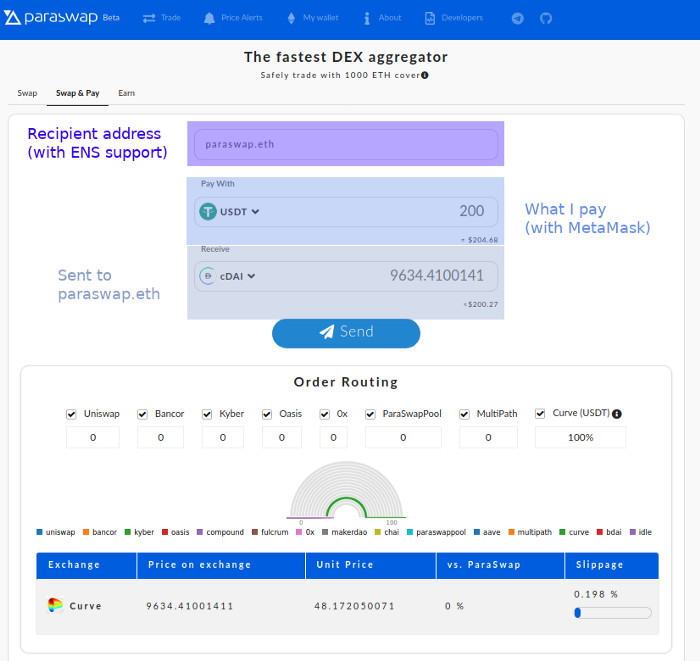 paraswap Beta Trade Price Alerts My wallet About Developers
The fastest DEX aggregator
Safely trade with 1000 ETH cover
Swap Swap & Pay Earn
Recipient address
(with ENS support)
paraswap.eth
Pay With
USDT 200
≈ $204.68
What I pay
(with MetaMask)
Receive
cDAI 9634.4100141
≈$200.27
Sent to
paraswap.eth
Send
Order Routing
Uniswap Bancor Kyber Oasis 0x ParaSwapPool MultiPath Curve (USDT)
0 0 0 0 0 0 0 100%
0 100
uniswap bancor kyber oasis compound fulcrum 0x makerdao chai paraswappool aave multipath curve bdai idle
Exchange Price on exchange Unit Price vs. ParaSwap Slippage
Curve 9634.41001411 48.172050071 0 % 0.198 %